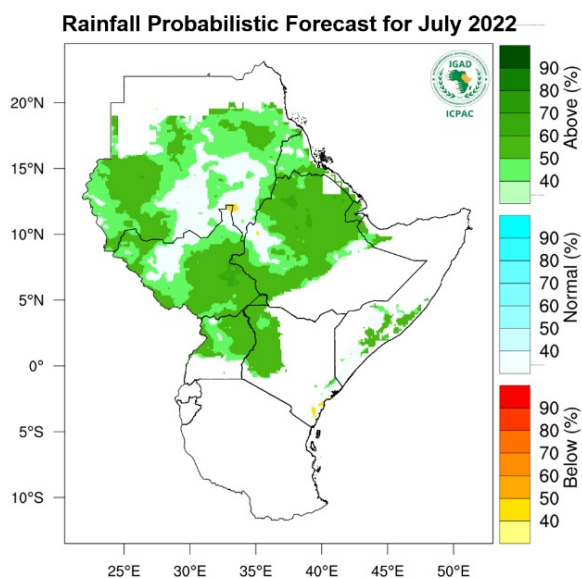 Rainfall Probabilistic Forecast for July 2022
IGAD
ICPAC
20°N
15°N
10°N
5°N
0°
5°S
10°S
25°E
30°E
35°E
40°E
45°E
50°E
90
80
70
60
50
40
Above (%)
90
80
70
60
50
40
Normal (%)
90
80
70
60
50
40
Below (%)